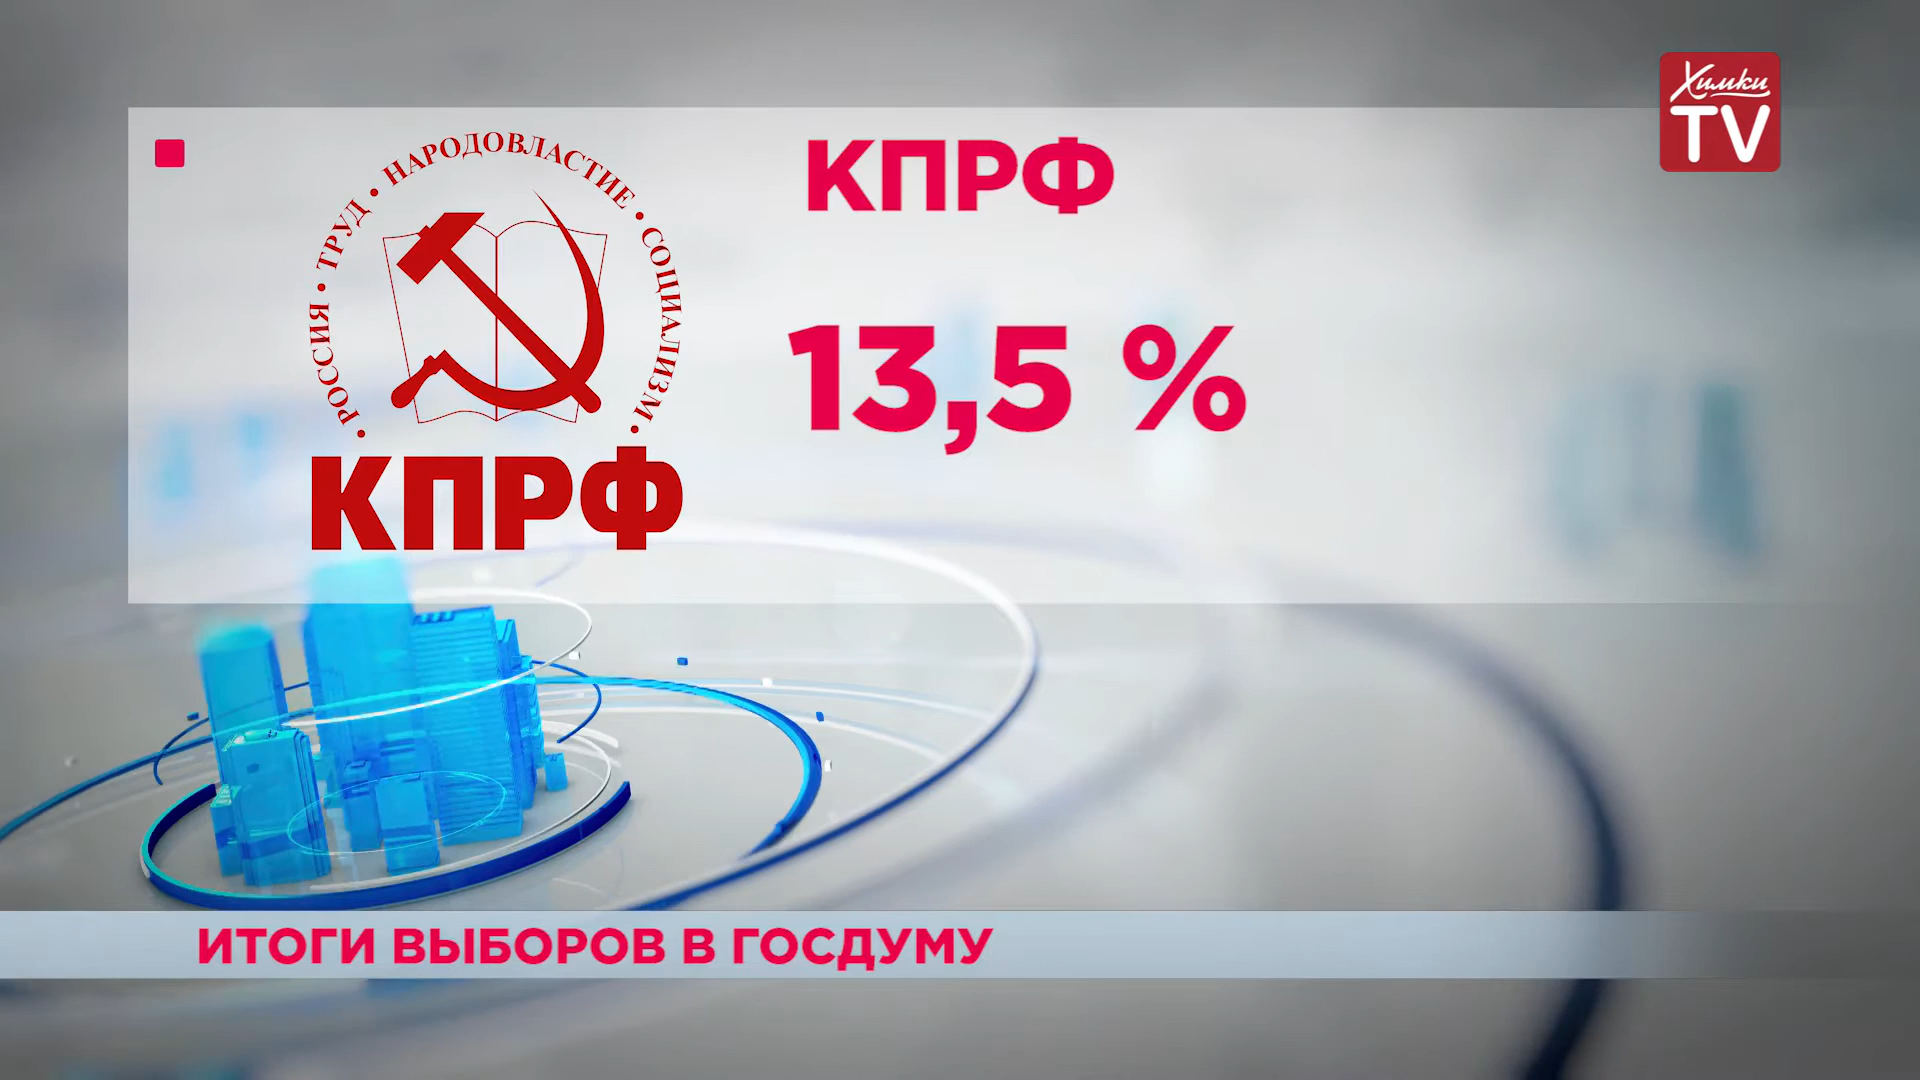 Химки
TV
• РОССИЯ • ТРУД • НАРОДОВЛАСТИЕ • СОЦИАЛИЗМ •
КПРФ
КПРФ
13,5 %
ИТОГИ ВЫБОРОВ В ГОСДУМУ